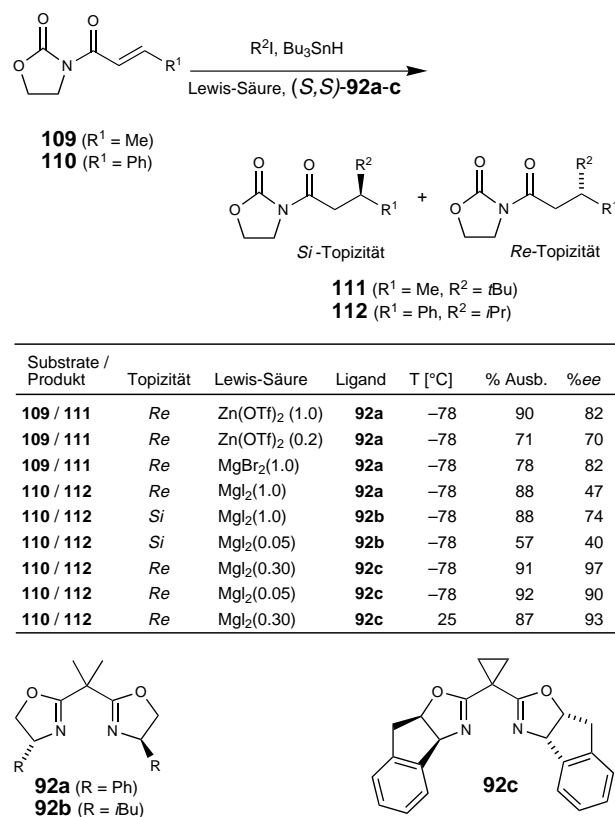 O O
O N R¹
R²I, Bu₃SnH
Lewis-Säure, (S,S)-92a-c
109 (R¹ = Me)
110 (R¹ = Ph)
O O R²
O N R¹
+
O O R²
O N R¹
Si -Topizität
Re-Topizität
111 (R¹ = Me, R² = tBu)
112 (R¹ = Ph, R² = iPr)
Substrate / Produkt Topizität Lewis-Säure Ligand T [°C] % Ausb. %ee
109 / 111 Re Zn(OTf)₂ (1.0) 92a –78 90 82
109 / 111 Re Zn(OTf)₂ (0.2) 92a –78 71 70
109 / 111 Re MgBr₂(1.0) 92a –78 78 82
110 / 112 Re MgI₂(1.0) 92a –78 88 47
110 / 112 Si MgI₂(1.0) 92b –78 88 74
110 / 112 Si MgI₂(0.05) 92b –78 57 40
110 / 112 Re MgI₂(0.30) 92c –78 91 97
110 / 112 Re MgI₂(0.05) 92c –78 92 90
110 / 112 Re MgI₂(0.30) 92c 25 87 93
O O
N N
R R
92a (R = Ph)
92b (R = iBu)
O O
N N
92c